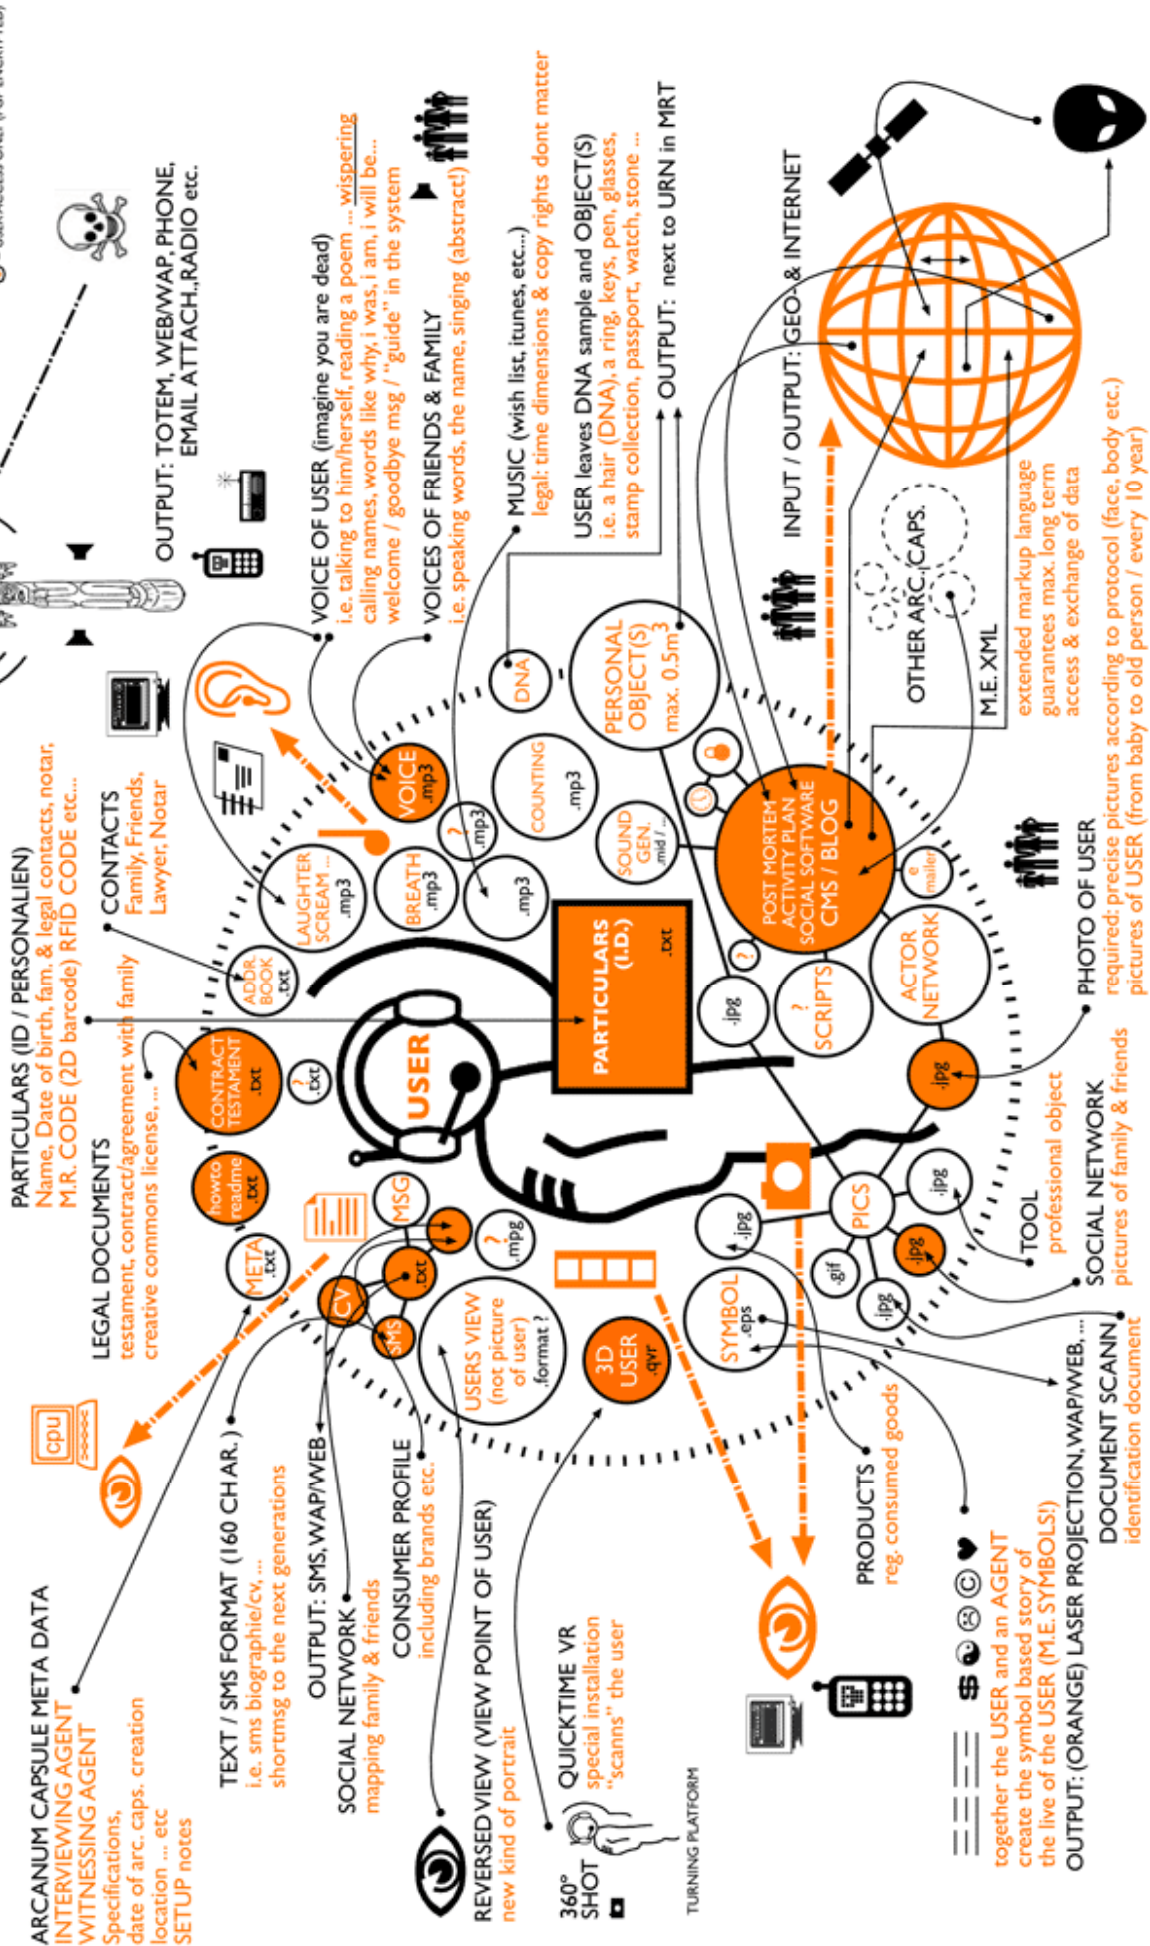 ARCANUM CAPSULE META DATA
INTERVIEWING AGENT
WITNESSING AGENT
Specifications,
date of arc. caps. creation
location ... etc
SETUP notes
PARTICULARS (ID / PERSONALIEN)
Name, Date of birth, fam. & legal contacts, notar,
M.R. CODE (2D barcode) RFID CODE etc...
LEGAL DOCUMENTS
testament, contract/agreement with family
creative commons license, ...
CONTACTS
Family, Friends,
Lawyer, Notar
OUTPUT: TOTEM, WEB/WAP, PHONE,
EMAIL ATTACH.,RADIO etc.
cpu
TEXT / SMS FORMAT (160 CHAR. )
i.e. sms biographie/cv, ...
shortmsg to the next generations
OUTPUT: SMS, WAP/WEB
SOCIAL NETWORK
mapping family & friends
CONSUMER PROFILE
including brands etc.
REVERSED VIEW (VIEW POINT OF USER)
new kind of portrait
360°
SHOT
QUICKTIME VR
special installation
"scanns" the user
TURNING PLATFORM
VOICE OF USER (imagine you are dead)
i.e. talking to him/herself, reading a poem ... wispering
calling names, words like why, i was, i am, i will be...
welcome / goodbye msg / "guide" in the system
VOICES OF FRIENDS & FAMILY
i.e. speaking words, the name, singing (abstract!)
MUSIC (wish list, itunes, etc...)
legal: time dimensions & copy rights dont matter
USER leaves DNA sample and OBJECT(S)
i.e. a hair (DNA), a ring, keys, pen, glasses,
stamp collection, passport, watch, stone ...
OUTPUT: next to URN in MRT
INPUT / OUTPUT: GEO- & INTERNET
META
.txt
howto
readme
.txt
CONTRACT
TESTAMENT
.txt
?
.txt
ADDR.
BOOK
.txt
LAUGHTER
SCREAM ...
.mp3
BREATH
.mp3
VOICE
.mp3
?
.mp3
.mp3
COUNTING
.mp3
DNA
SOUND
GEN.
.mid / ...
PERSONAL
OBJECT(S)
max. 0.5m³
CV
SMS
.txt
MSG
?
.mpg
USERS VIEW
(not picture
of user)
.format ?
3D
USER
.qvr
USER
PARTICULARS
(I.D.)
.txt
SYMBOL
.eps
.jpg
.gif
.jpg
PICS
.jpg
.jpg
.jpg
.jpg
?
?
SCRIPTS
POST MORTEM
ACTIVITY PLAN
SOCIAL SOFTWARE
CMS / BLOG
e
mailer
ACTOR
NETWORK
OTHER ARC. CAPS.
M.E. XML
extended markup language
guarantees max. long term
access & exchange of data
PHOTO OF USER
required: precise pictures according to protocol (face, body etc.)
pictures of USER (from baby to old person / every 10 year)
TOOL
professional object
SOCIAL NETWORK
pictures of family & friends
PRODUCTS
reg. consumed goods
$ © ♥
together the USER and an AGENT
create the symbol based story of
the live of the USER (M.E. SYMBOLS!)
OUTPUT: (ORANGE) LASER PROJECTION, WAP/WEB, ...
DOCUMENT SCANN
identification document